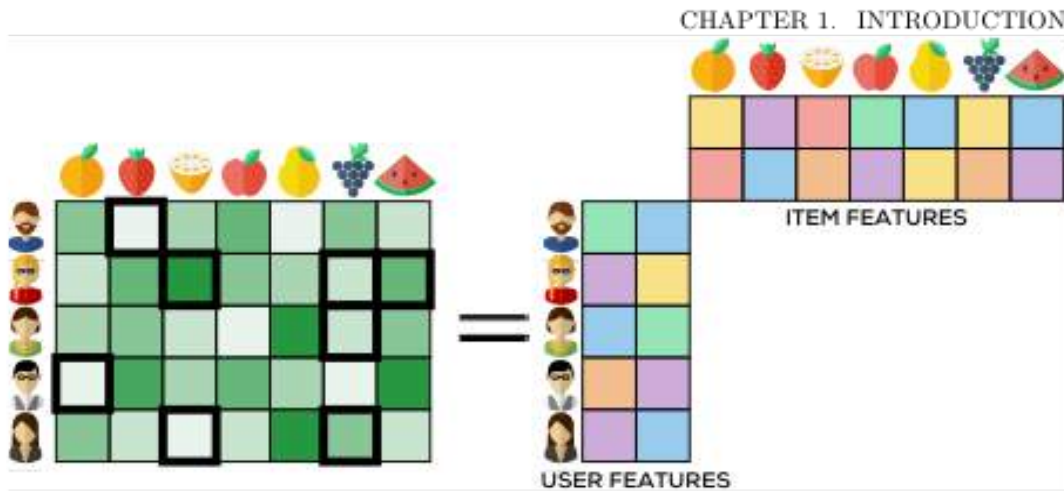 CHAPTER 1. INTRODUCTION
ITEM FEATURES
USER FEATURES